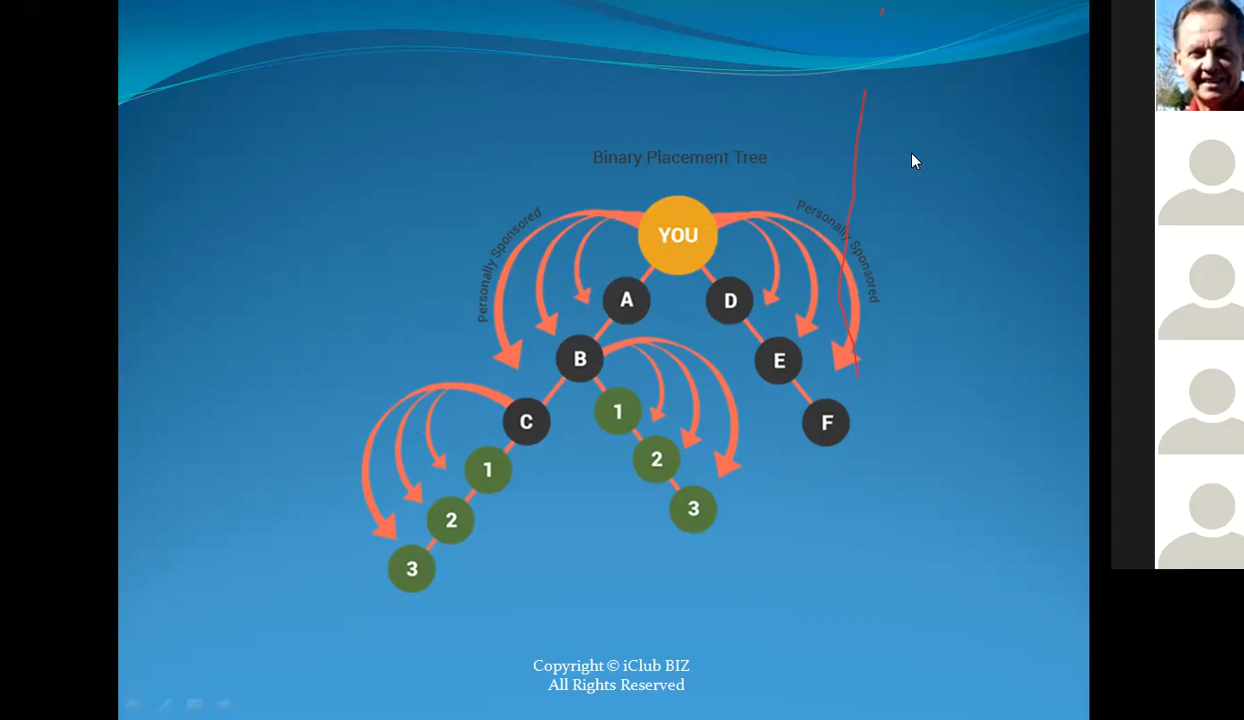 Binary Placement Tree
Personally Sponsored
Personally Sponsored
YOU
A
D
B
E
C
1
F
1
2
2
3
3
Copyright © iClub BIZ
All Rights Reserved